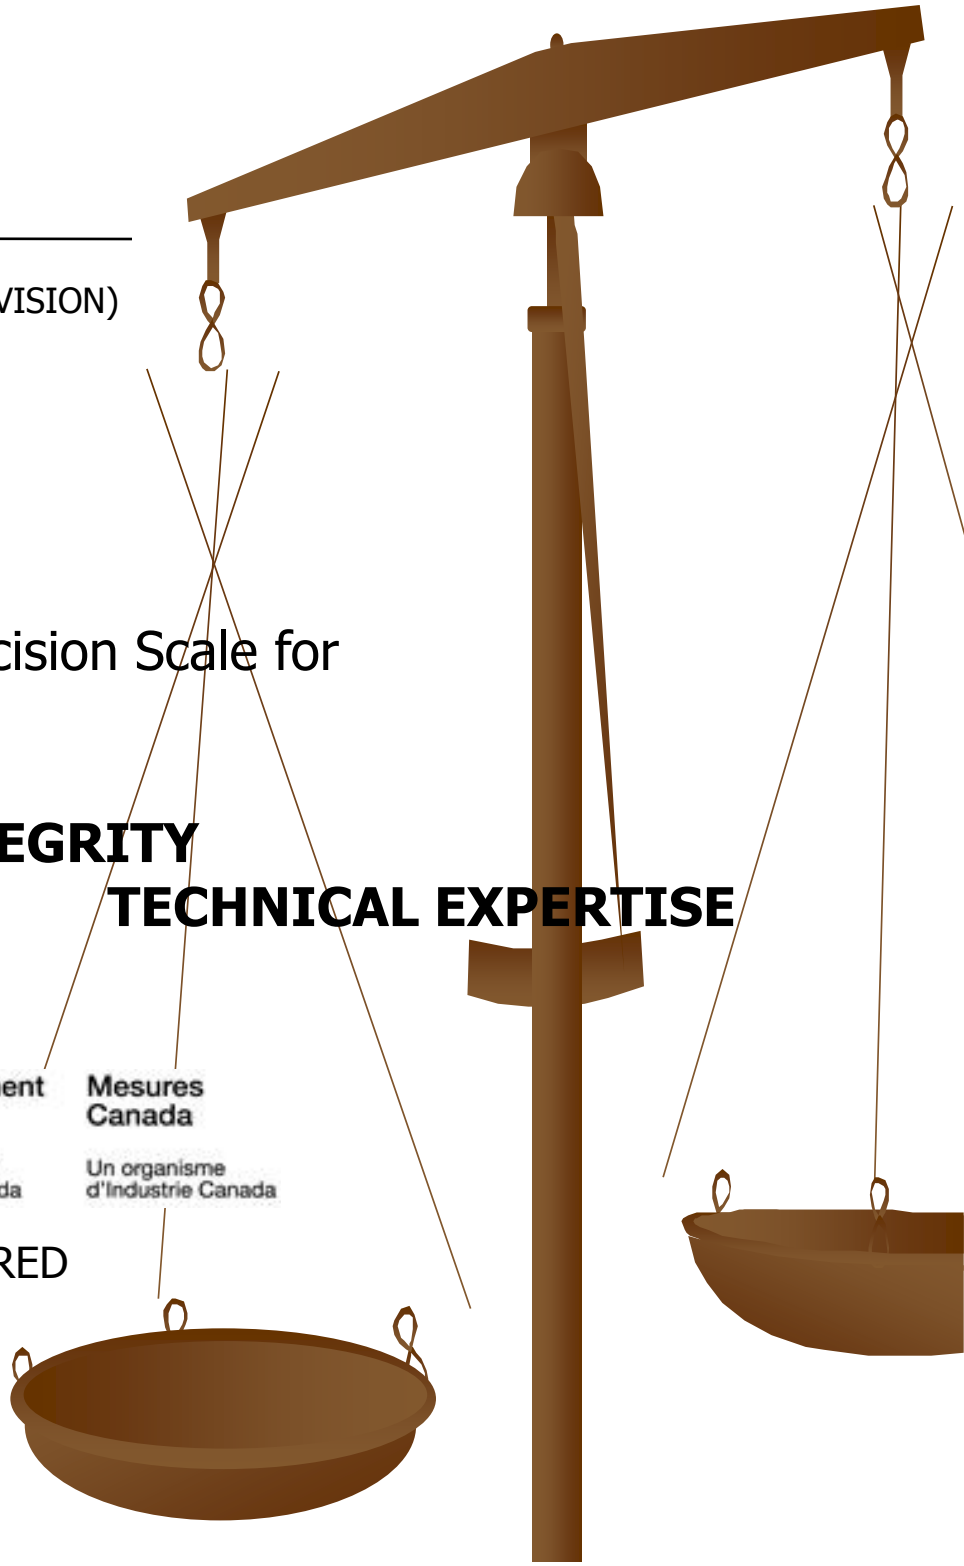 VISION)
cision Scale for
EGRITY
TECHNICAL EXPERTISE
ent Mesures
Canada
Un organisme
da d'Industrie Canada
RED